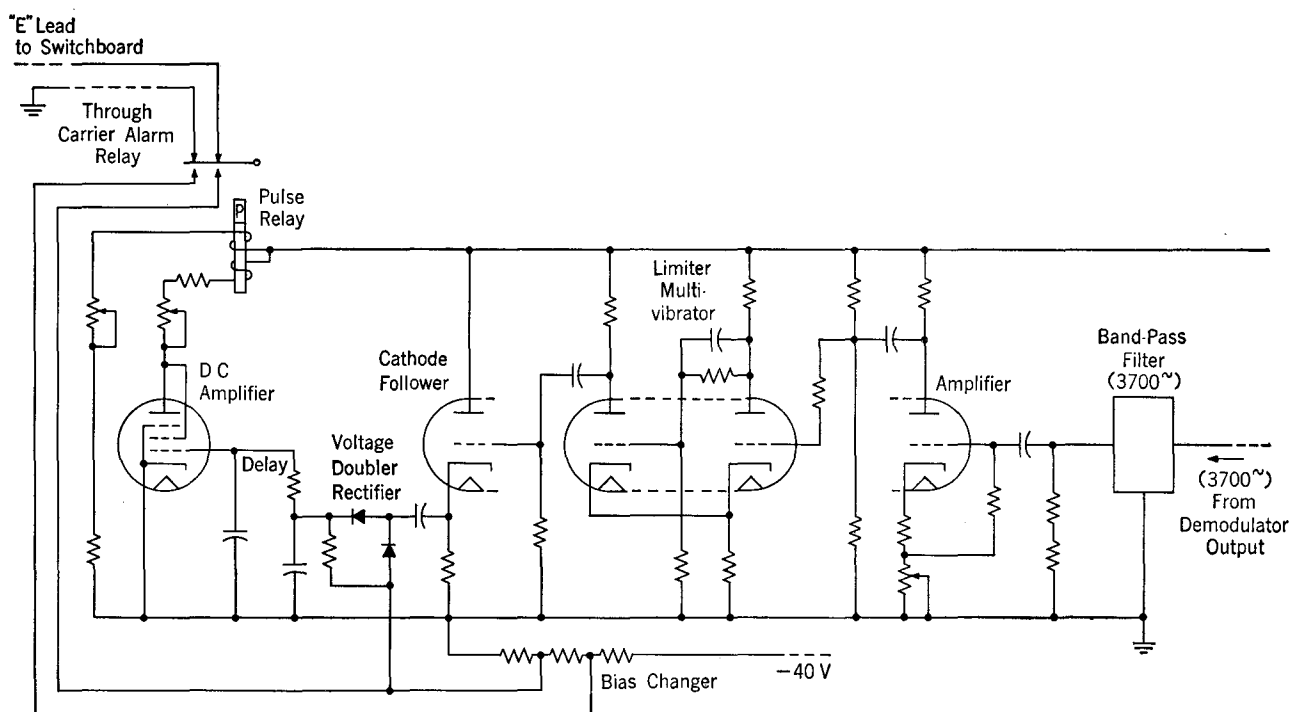 "E" Lead
to Switchboard
Through
Carrier Alarm
Relay
P
Pulse
Relay
Limiter
Multi-
vibrator
Band-Pass
Filter
(3700~)
Cathode
Follower
Amplifier
D C
Amplifier
Voltage
Doubler
Rectifier
Delay
(3700~)
From
Demodulator
Output
Bias Changer
-40 V